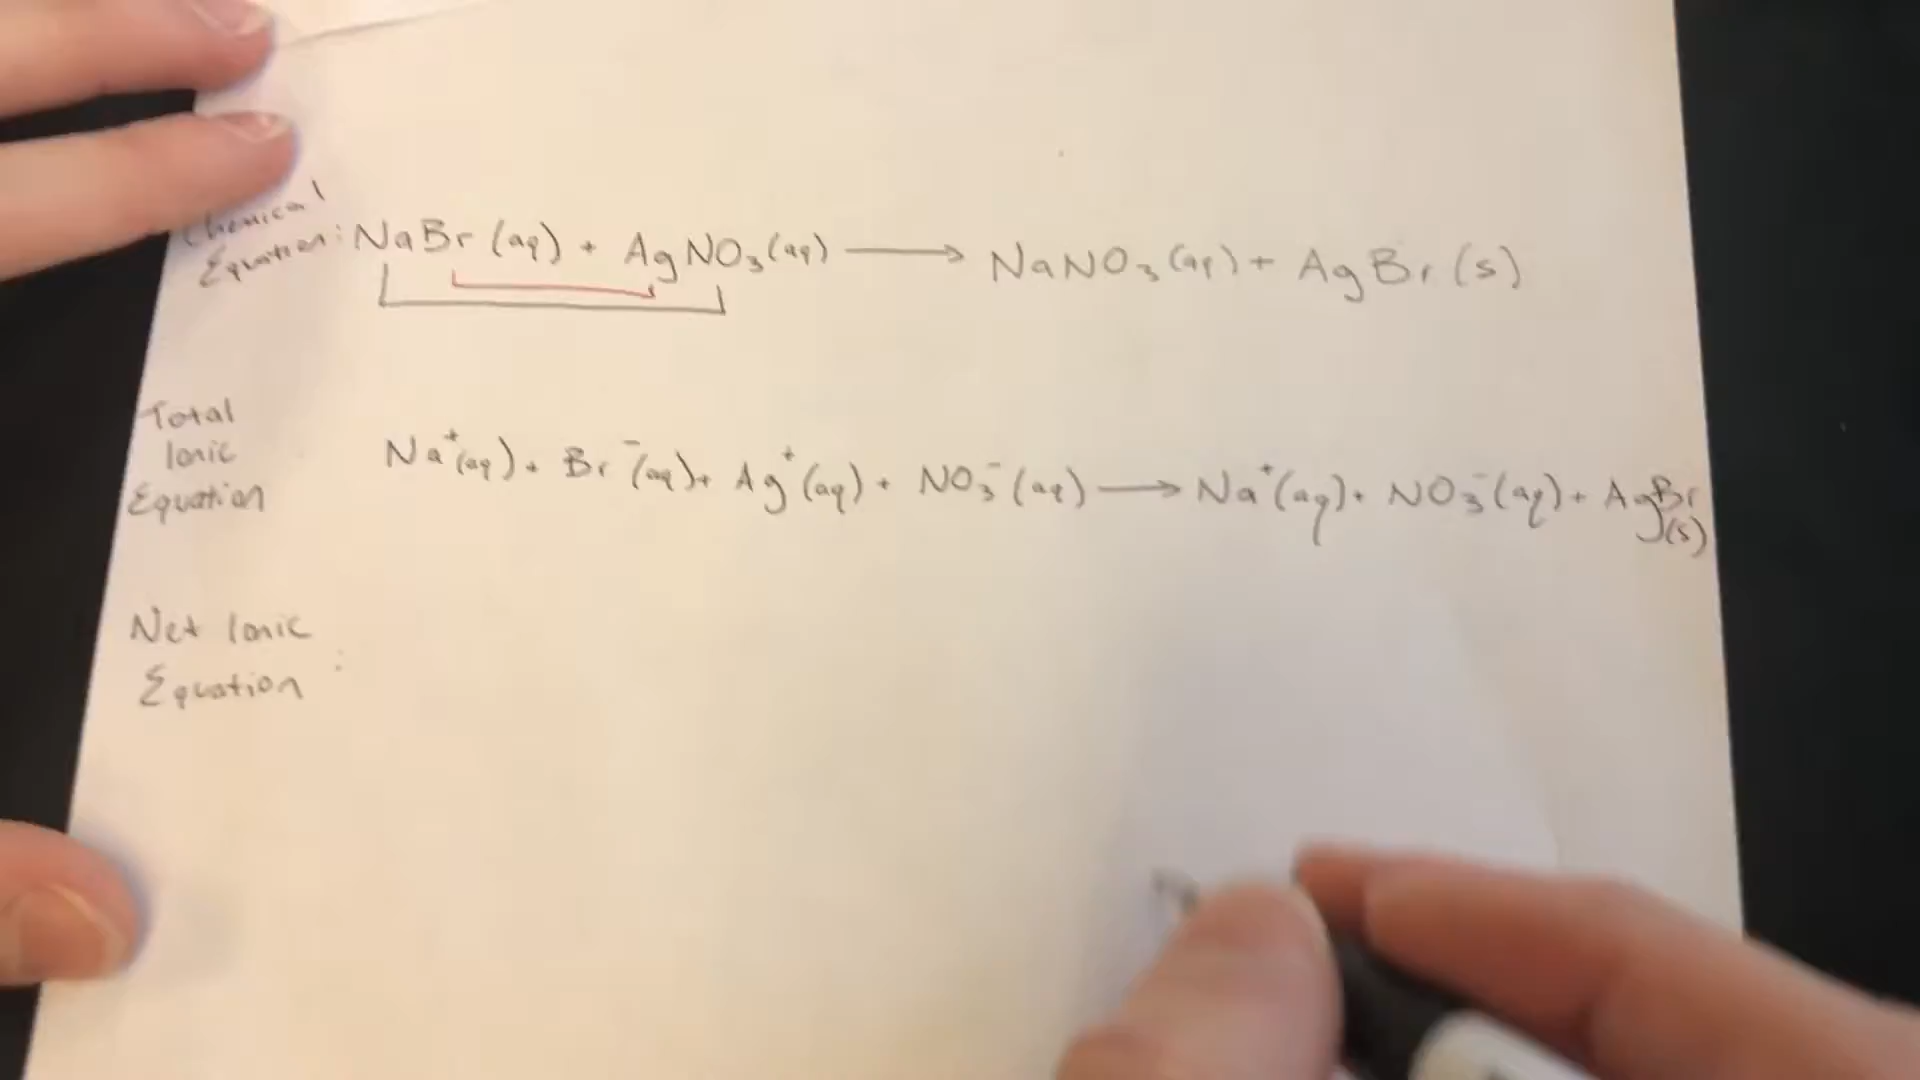 Chemical
Equation: NaBr (aq) + AgNO₃(aq) ⟶ NaNO₃(aq) + AgBr(s)
Total
Ionic
Equation
Na⁺(aq) + Br⁻(aq) + Ag⁺(aq) + NO₃⁻(aq) ⟶ Na⁺(aq) + NO₃⁻(aq) + AgBr
(s)
Net Ionic
Equation :